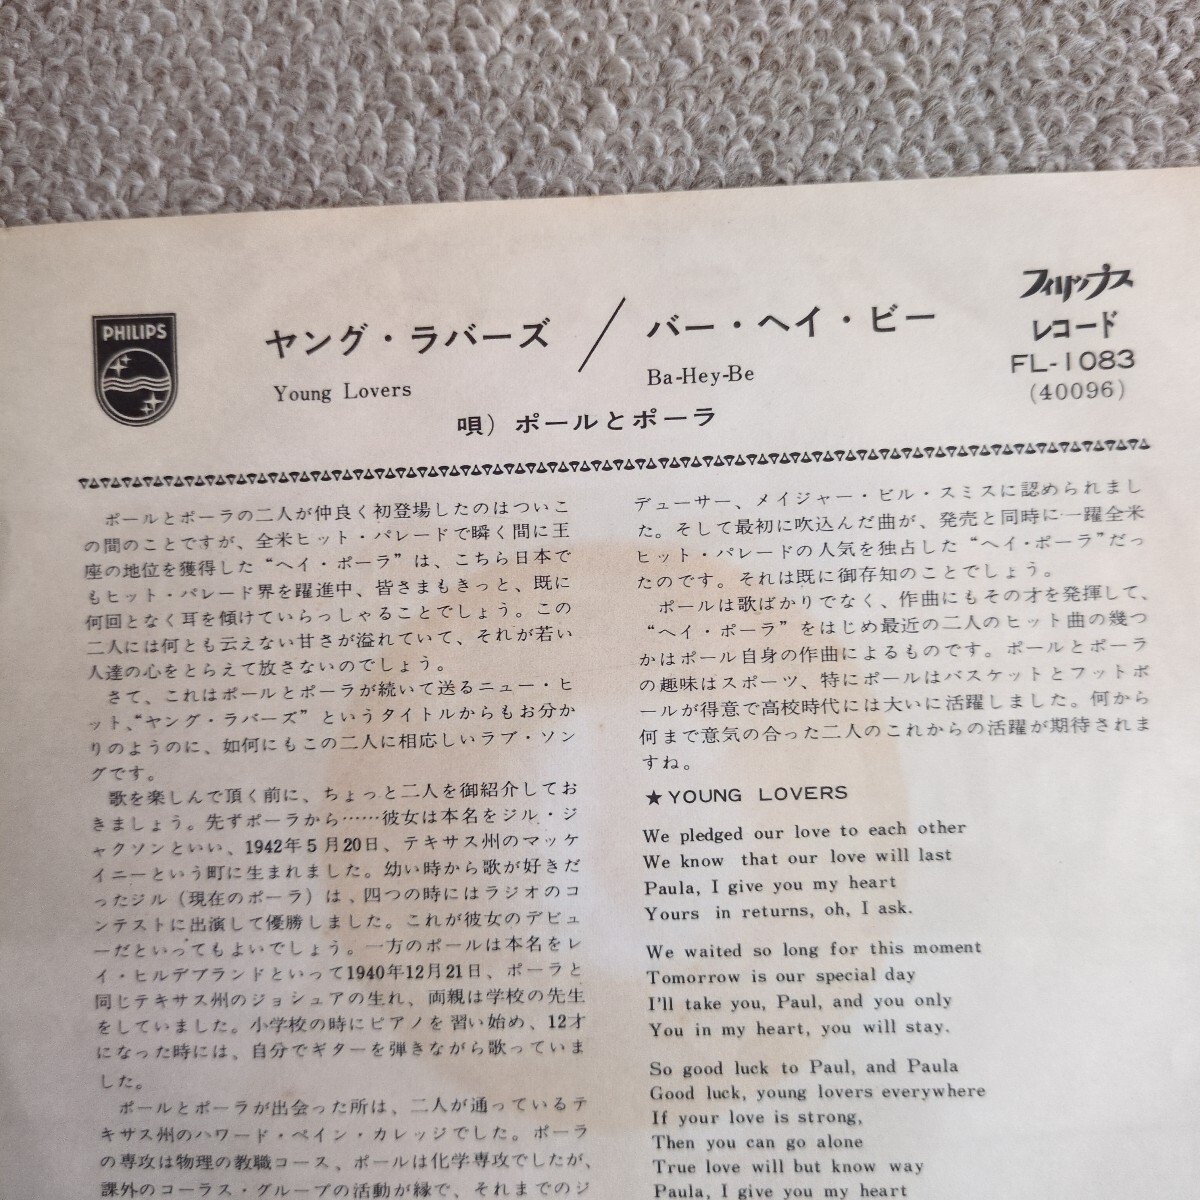 PHILIPS
ヤング・ラバーズ / バー・ヘイ・ビー
Young Lovers
Ba-Hey-Be
唄）ポールとポーラ
フィリップス
レコード
FL-1083
(40096)
ポールとポーラの二人が仲良く初登場したのはついこ
の間のことですが、全米ヒット・パレードで瞬く間に王
座の地位を獲得した“ヘイ・ポーラ”は、こちら日本で
もヒット・パレード界を躍進中、皆さまもきっと、既に
何回となく耳を傾けていらっしゃることでしょう。この
二人には何とも云えない甘さが溢れていて、それが若い
人達の心をとらえて放さないのでしょう。
さて、これはポールとポーラが続いて送るニュー・ヒ
ット、“ヤング・ラバーズ”というタイトルからもお分か
りのようのに、如何にもこの二人に相応しいラブ・ソン
グです。
歌を楽しんで頂く前に、ちょっと二人を御紹介してお
きましょう。先ずポーラから……彼女は本名をジル・ジ
ャクソンといい、1942年5月20日、テキサス州のマッケ
イニーという町に生まれました。幼い時から歌が好きだ
ったジル（現在のポーラ）は、四つの時にはラジオのコ
ンテストに出演して優勝しました。これが彼女のデビュ
ーだといってもよいでしょう。一方のポールは本名をレ
イ・ヒルデブランドといって1940年12月21日、ポーラと
同じテキサス州のジョシュアの生れ、両親は学校の先生
をしていました。小学校の時にピアノを習い始め、12才
になった時には、自分でギターを弾きながら歌っていま
した。
ポールとポーラが出会った所は、二人が通っているテ
キサス州のハワード・ペイン・カレッジでした。ポーラ
の専攻は物理の教職コース、ポールは化学専攻でしたが、
課外のコーラス・グループの活動が縁で、それまでのジ
デューサー、メイジャー・ビル・スミスに認められまし
た。そして最初に吹込んだ曲が、発売と同時に一躍全米
ヒット・パレードの人気を独占した“ヘイ・ポーラ”だっ
たのです。それは既に御存知のことでしょう。
ポールは歌ばかりでなく、作曲にもその才を発揮して、
“ヘイ・ポーラ”をはじめ最近の二人のヒット曲の幾つ
かはポール自身の作曲によるものです。ポールとポーラ
の趣味はスポーツ、特にポールはバスケットとフットボ
ールが得意で高校時代には大いに活躍しました。何から
何まで意気の合った二人のこれからの活躍が期待されま
すね。
★YOUNG LOVERS
We pledged our love to each other
We know that our love will last
Paula, I give you my heart
Yours in returns, oh, I ask.
We waited so long for this moment
Tomorrow is our special day
I'll take you, Paul, and you only
You in my heart, you will stay.
So good luck to Paul, and Paula
Good luck, young lovers everywhere
If your love is strong,
Then you can go alone
True love will but know way
Paula, I give you my heart